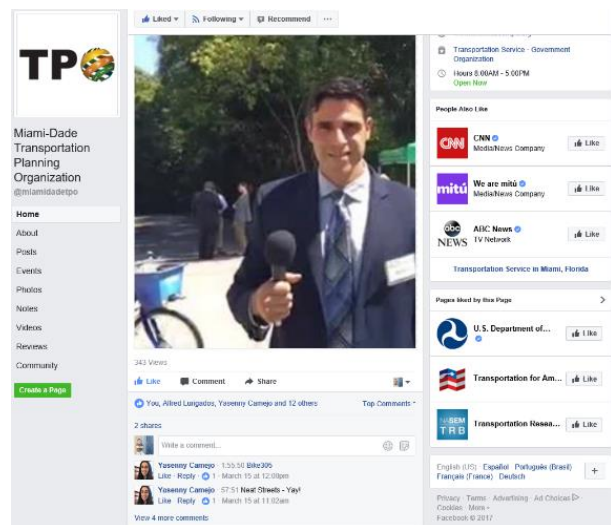 Liked
Following
Recommend
TPO
Miami-Dade
Transportation
Planning
Organization
@miamidadetpo
Home
About
Posts
Events
Photos
Notes
Videos
Reviews
Community
Create a Page
343 Views
Like Comment Share
You, Alfred Lungados, Yasenny Camejo and 12 others
Top Comments
2 shares
Write a comment...
Yasenny Camejo · 1:55:50 Bike305
Like · Reply · 1 · March 15 at 12:00pm
Yasenny Camejo · 57:51 Neat Streets - Yay!
Like · Reply · 1 · March 15 at 11:02am
View 4 more comments
Transportation Service · Government
Organization
Hours 8:00AM - 5:00PM
Open Now
People Also Like
CNN
CNN
Media/News Company
Like
mitú
We are mitú
Media/News Company
Like
abc
NEWS
ABC News
TV Network
Like
Transportation Service in Miami, Florida
Pages liked by this Page
U.S. Department of...
Like
Transportation for Am...
Like
TRB
Transportation Resea...
Like
English (US) · Español · Português (Brasil) ·
Français (France) · Deutsch
Privacy · Terms · Advertising · Ad Choices
Cookies · More
Facebook © 2017